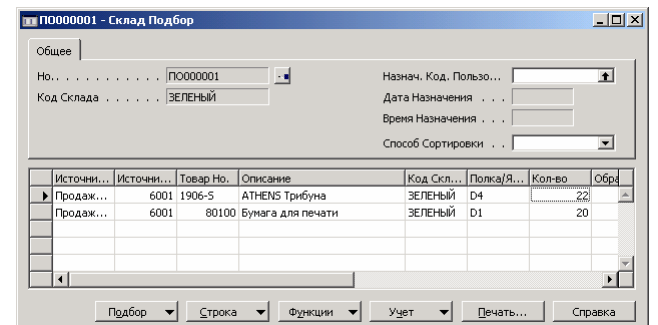 ПО000001 - Склад Подбор
Общее
Но.. . . . . . . . . . . ПО000001
Код Склада . . . . . . ЗЕЛЕНЫЙ
Назнач. Код. Пользо...
Дата Назначения . . .
Время Назначения . . .
Способ Сортировки . .
Источни... Источни... Товар Но. Описание Код Скл... Полка/Я... Кол-во Обра
Продаж... 6001 1906-S ATHENS Трибуна ЗЕЛЕНЫЙ D4 22
Продаж... 6001 80100 Бумага для печати ЗЕЛЕНЫЙ D1 20
Подбор Строка Функции Учет Печать... Справка